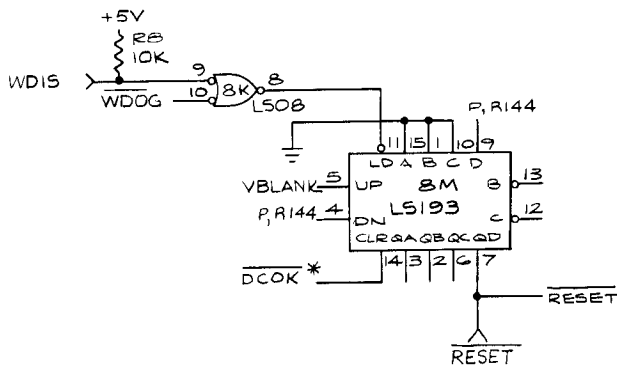 +5V
R8
10K
WDIS
9
8
8K
WDOG
10
LS08
P,R144
11 15 1 10 9
LD A B C D
VBLANK 5 UP 8M B 13
LS193
P,R144 4 DN C 12
CLR QA QB QC QD
DCOK * 14 3 2 6 7
RESET
RESET